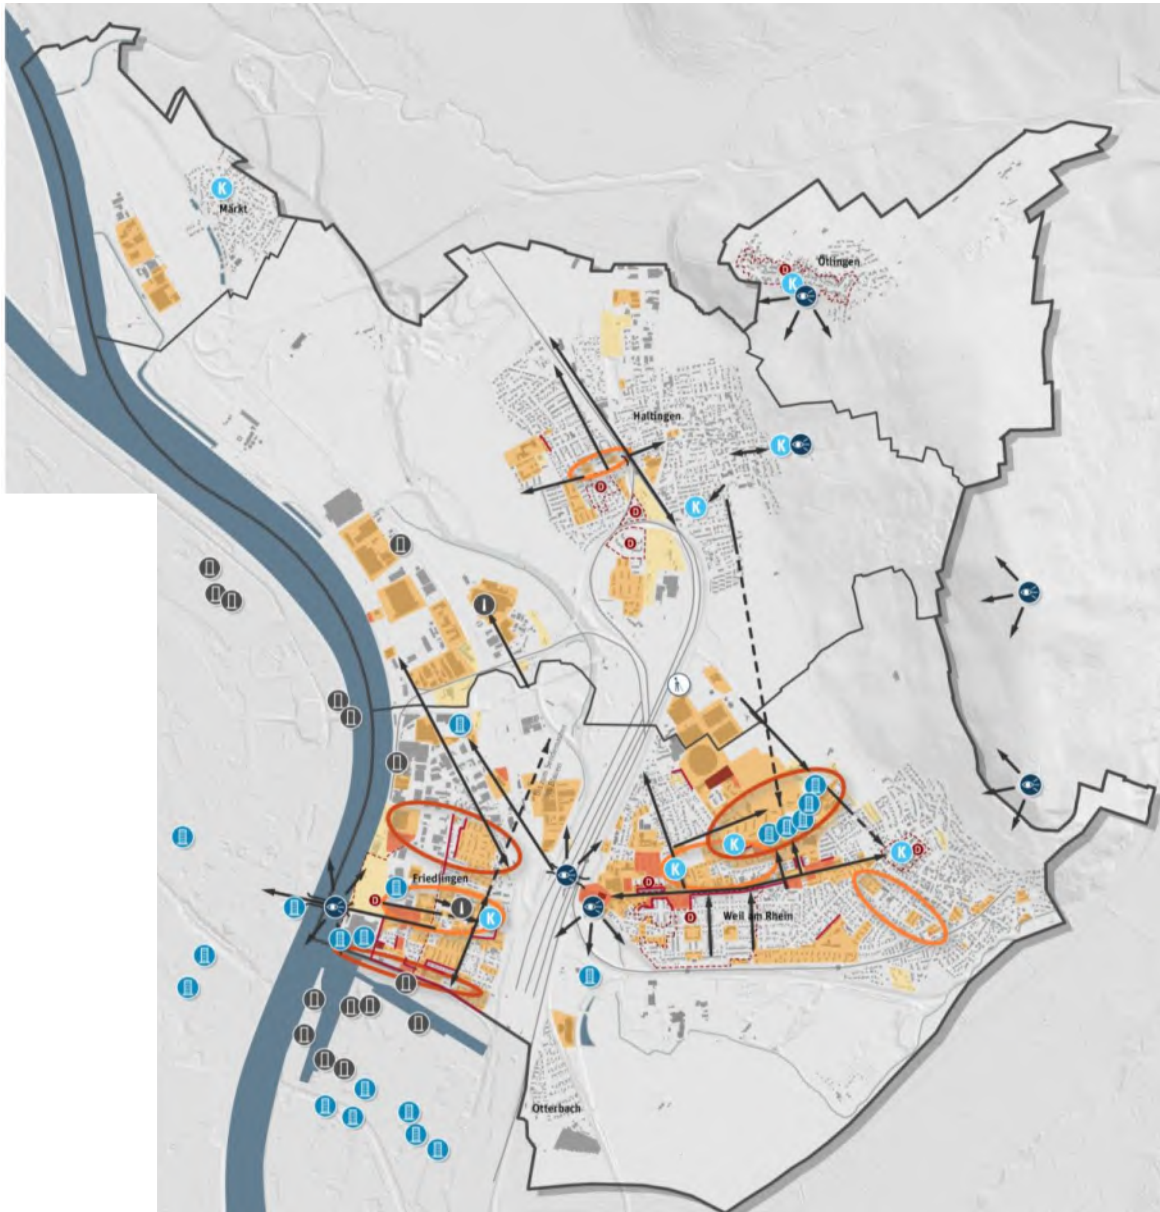 K
Märkt
D
Ötlingen
K
Haltingen
K
D
K
D
D
K
K
D
K
Friedlingen
D
D
K
D
Weil am Rhein
Otterbach